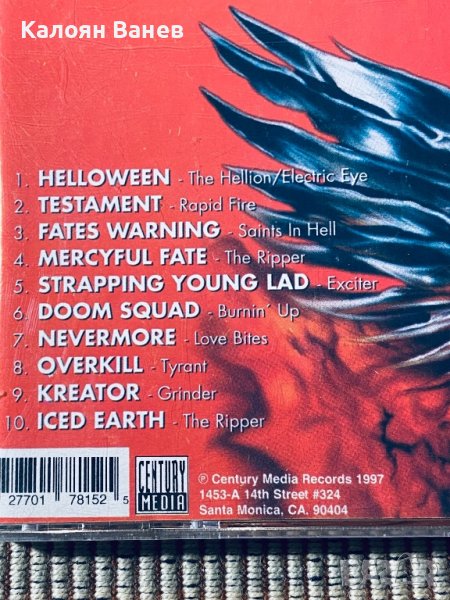 Калоян Ванев
1. HELLOWEEN - The Hellion/Electric Eye
2. TESTAMENT - Rapid Fire
3. FATES WARNING - Saints In Hell
4. MERCYFUL FATE - The Ripper
5. STRAPPING YOUNG LAD - Exciter
6. DOOM SQUAD - Burnin´ Up
7. NEVERMORE - Love Bites
8. OVERKILL - Tyrant
9. KREATOR - Grinder
10. ICED EARTH - The Ripper
27701 78152 5
CENTURY
MEDIA
℗ Century Media Records 1997
1453-A 14th Street #324
Santa Monica, CA. 90404